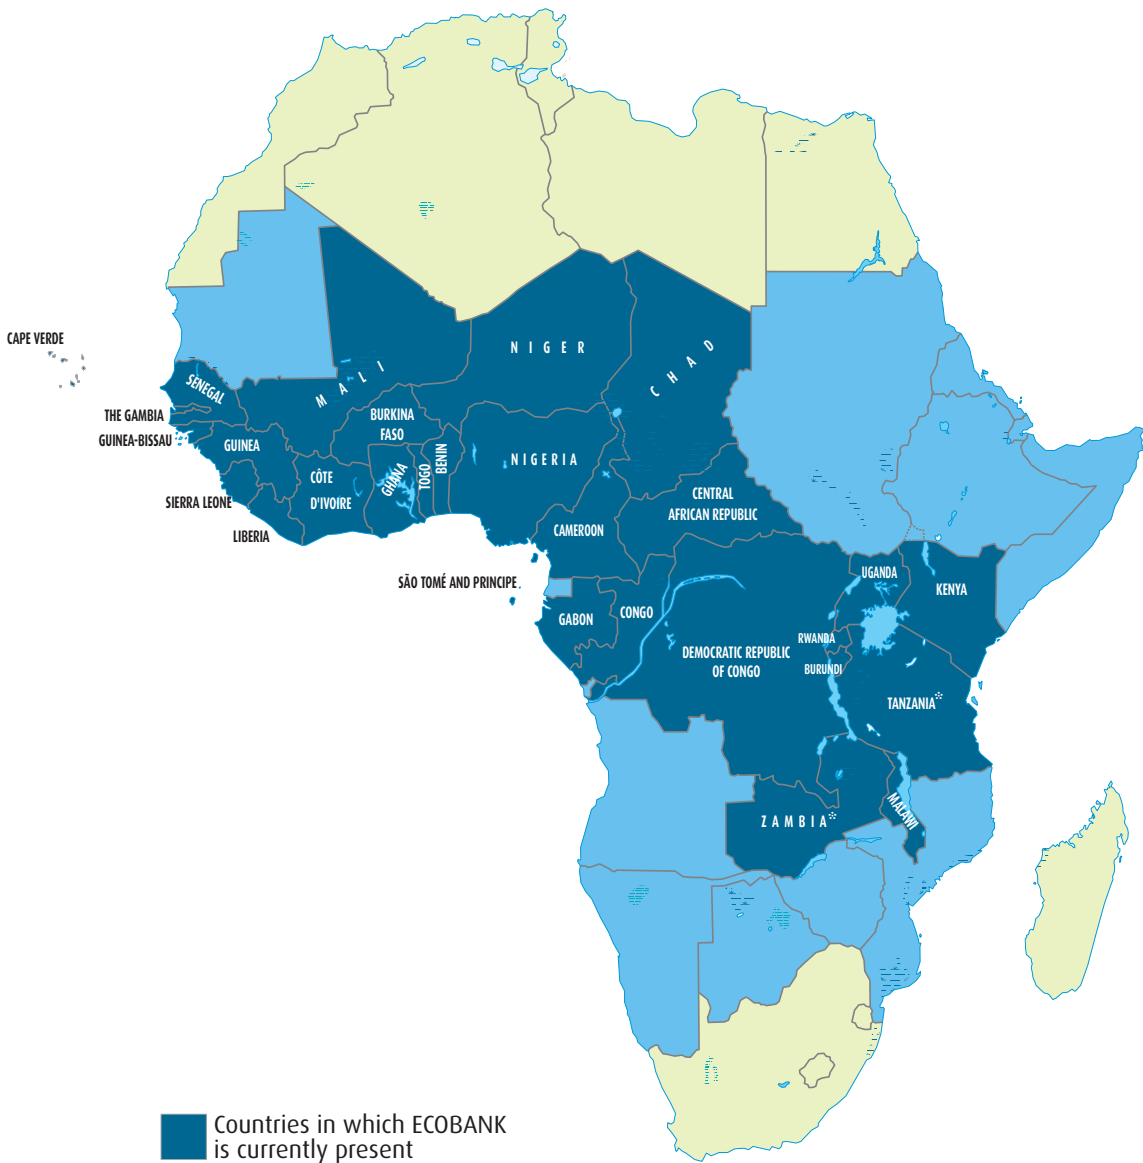 CAPE VERDE
NIGER
CHAD
MALI
SENEGAL
THE GAMBIA
BURKINA
FASO
GUINEA-BISSAU
GUINEA
BENIN
NIGERIA
TOGO
GHANA
CÔTE
D'IVOIRE
SIERRA LEONE
CENTRAL
AFRICAN REPUBLIC
CAMEROON
LIBERIA
UGANDA
SÃO TOMÉ AND PRINCIPE
KENYA
GABON
CONGO
RWANDA
DEMOCRATIC REPUBLIC
OF CONGO
BURUNDI
TANZANIA*
MALAWI
ZAMBIA*
Countries in which ECOBANK
is currently present